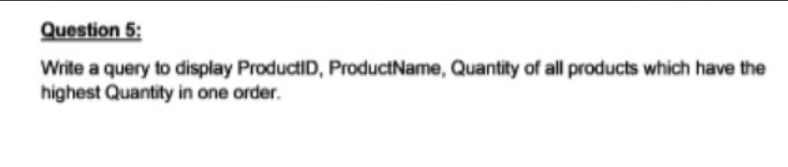 Question 5:
Write a query to display ProductID, ProductName, Quantity of all products which have the
highest Quantity in one order.